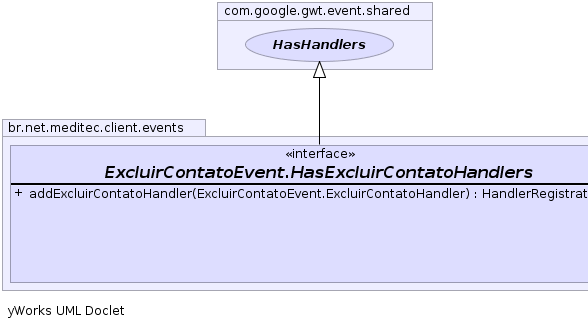 com.google.gwt.event.shared
HasHandlers
br.net.meditec.client.events
«interface»
ExcluirContatoEvent.HasExcluirContatoHandlers
+ addExcluirContatoHandler(ExcluirContatoEvent.ExcluirContatoHandler) : HandlerRegistrat
yWorks UML Doclet